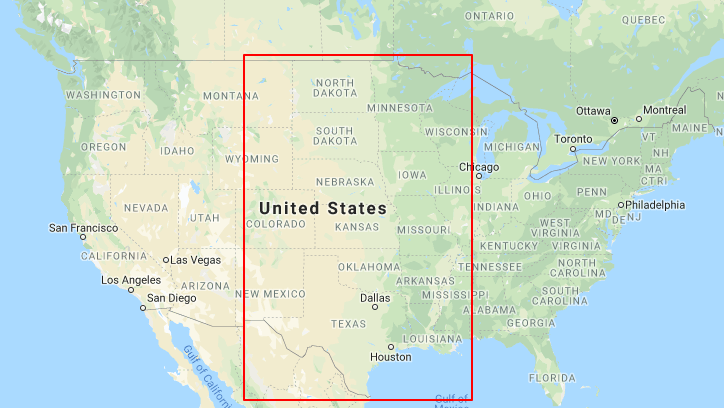 ONTARIO
QUEBEC
WASHINGTON
MONTANA
NORTH
DAKOTA
MINNESOTA
Ottawa
Montreal
OREGON
IDAHO
SOUTH
DAKOTA
WISCONSIN
MICHIGAN
Toronto
VT
MAINE
NH
NEW YORK
MA
CT
RI
WYOMING
NEBRASKA
IOWA
Chicago
ILLINOIS
INDIANA
OHIO
PENN
Philadelphia
MD
DE
NJ
NEVADA
UTAH
United States
COLORADO
KANSAS
MISSOURI
WEST
VIRGINIA
KENTUCKY
VIRGINIA
San Francisco
CALIFORNIA
Las Vegas
OKLAHOMA
TENNESSEE
NORTH
CAROLINA
Los Angeles
ARIZONA
NEW MEXICO
ARKANSAS
MISSISSIPPI
SOUTH
CAROLINA
San Diego
Dallas
ALABAMA
TEXAS
GEORGIA
LOUISIANA
Houston
Gulf of California
FLORIDA
Gulf of
Mexico